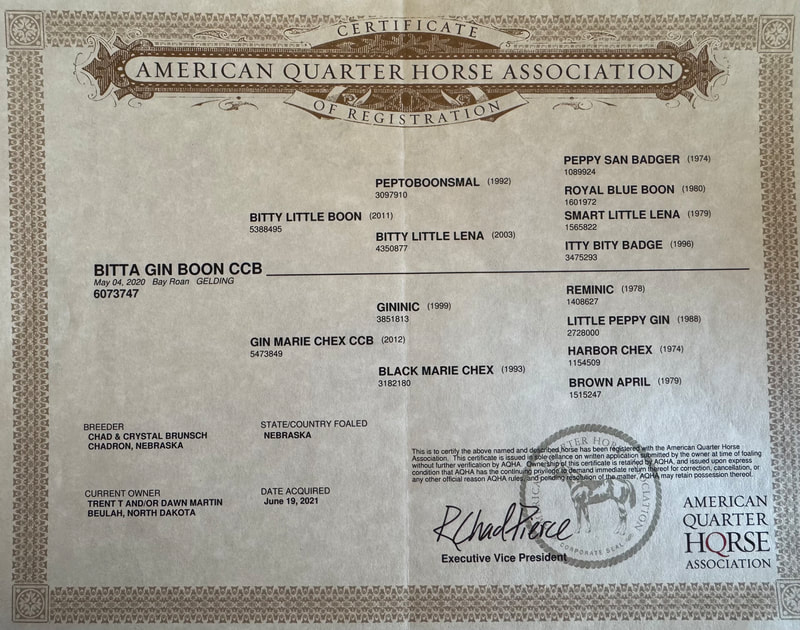 CERTIFICATE
AMERICAN QUARTER HORSE ASSOCIATION
OF REGISTRATION
PEPPY SAN BADGER (1974)
1089924
PEPTOBOONSMAL (1992)
3097910
ROYAL BLUE BOON (1980)
1601972
BITTY LITTLE BOON (2011)
5388495
SMART LITTLE LENA (1979)
1565822
BITTY LITTLE LENA (2003)
4350877
ITTY BITY BADGE (1996)
3475293
BITTA GIN BOON CCB
May 04, 2020 Bay Roan GELDING
6073747
REMINIC (1978)
1408627
GININIC (1999)
3851813
LITTLE PEPPY GIN (1988)
2728000
GIN MARIE CHEX CCB (2012)
5473849
HARBOR CHEX (1974)
1154509
BLACK MARIE CHEX (1993)
3182180
BROWN APRIL (1979)
1515247
BREEDER
CHAD & CRYSTAL BRUNSCH
CHADRON, NEBRASKA
STATE/COUNTRY FOALED
NEBRASKA
CURRENT OWNER
TRENT T AND/OR DAWN MARTIN
BEULAH, NORTH DAKOTA
DATE ACQUIRED
June 19, 2021
This is to certify the above named and described horse has been registered with the American Quarter Horse
Association. This certificate is issued in sole reliance on written application submitted by the owner at time of foaling
without further verification by AQHA. Ownership of this certificate is retained by AQHA, and issued upon express
condition that AQHA has the continuing privilege to demand immediate return thereof for correction, cancellation, or
any other official reason AQHA rules, and pending resolution of the matter, AQHA may retain possession thereof.
R Chad Pierce
Executive Vice President
CORPORATE SEAL
AMERICAN
QUARTER
HORSE
ASSOCIATION